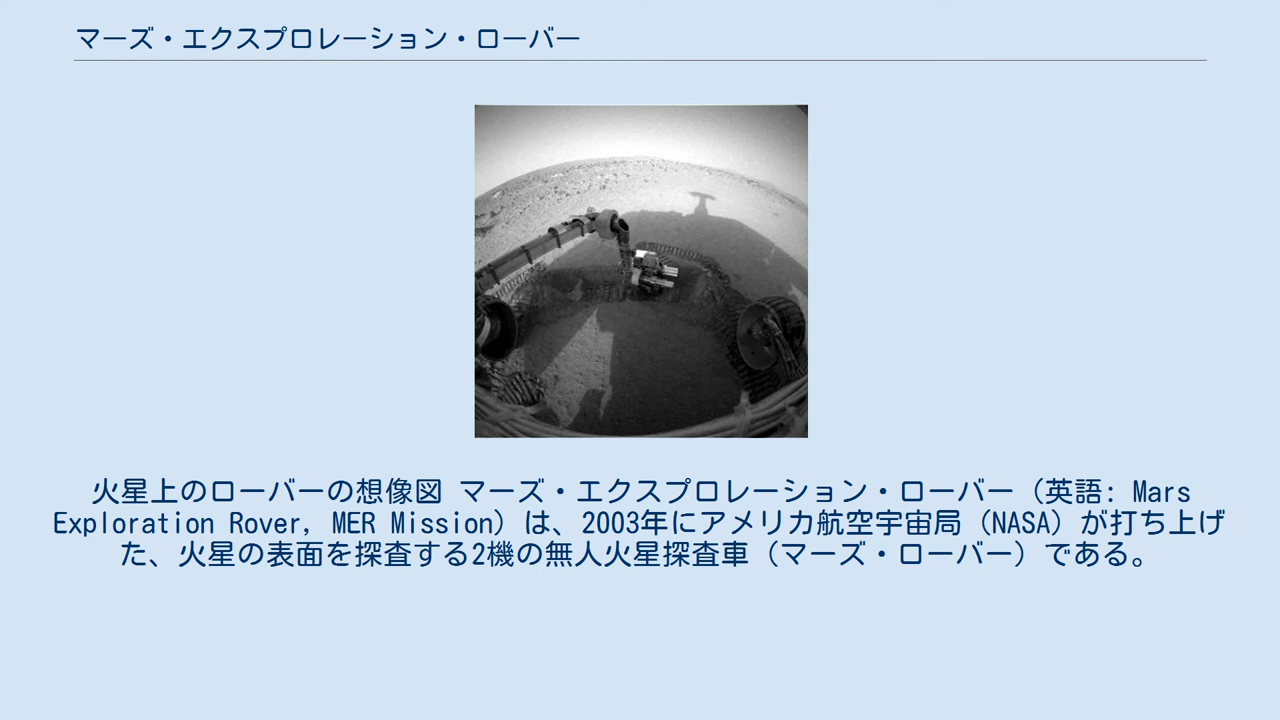 マーズ・エクスプロレーション・ローバー
火星上のローバーの想像図 マーズ・エクスプロレーション・ローバー（英語: Mars
Exploration Rover, MER Mission）は、2003年にアメリカ航空宇宙局（NASA）が打ち上げ
た、火星の表面を探査する2機の無人火星探査車（マーズ・ローバー）である。